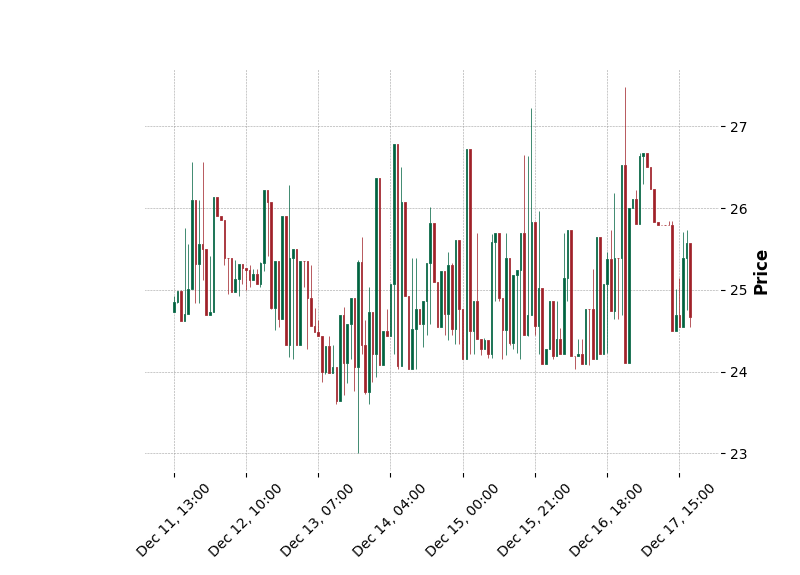 27
26
25
24
23
Price
Dec 11, 13:00
Dec 12, 10:00
Dec 13, 07:00
Dec 14, 04:00
Dec 15, 00:00
Dec 15, 21:00
Dec 16, 18:00
Dec 17, 15:00